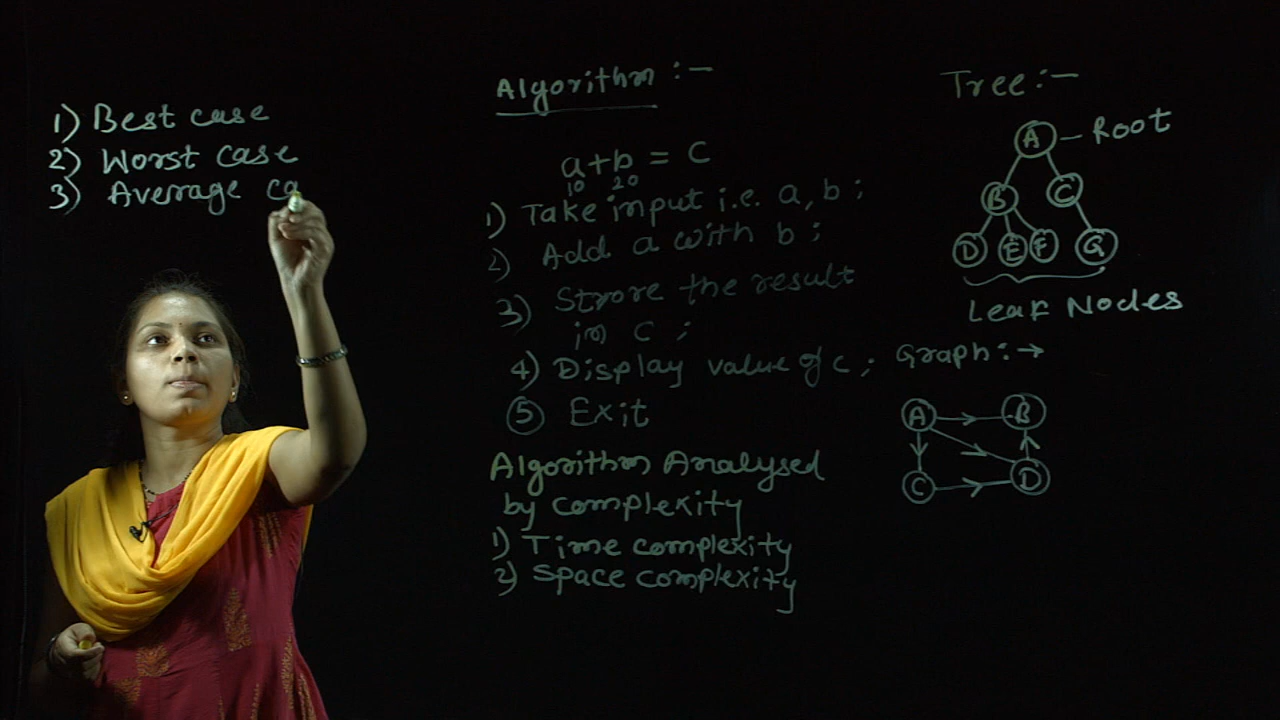 1) Best case
2) Worst case
3) Average ca
Algorithm :-
a+b = C
10 20
1) Take input i.e. a, b ;
2) Add a with b ;
3) Strore the result
in C ;
4) Display value of c ;
5 Exit
Algorithm Analysed
by complexity
1) Time complexity
2) Space complexity
Tree :-
A - Root
B C
D E F G
Leaf Nodes
Graph : →
A B
C D